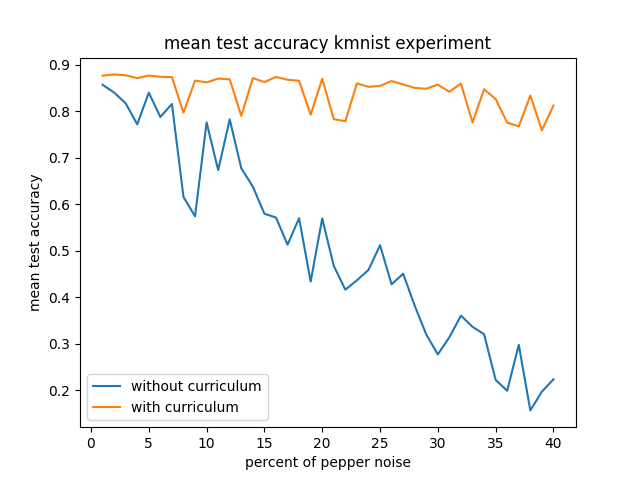 mean test accuracy kmnist experiment
0.9
0.8
0.7
0.6
0.5
0.4
0.3
0.2
mean test accuracy
without curriculum
with curriculum
0 5 10 15 20 25 30 35 40
percent of pepper noise